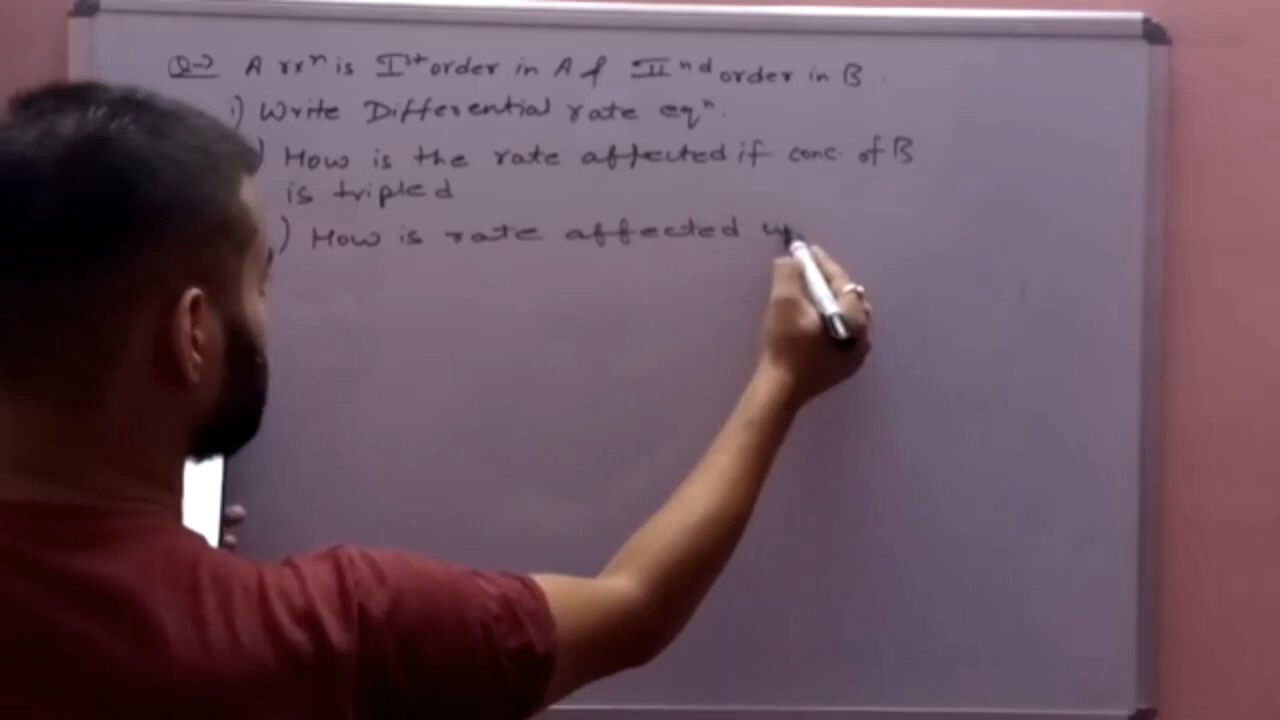 Q→ A rxⁿ is Iˢᵗ order in A & IIⁿᵈ order in B
i) Write Differential rate eqⁿ.
) How is the rate affected if conc. of B
is tripled
) How is rate affected